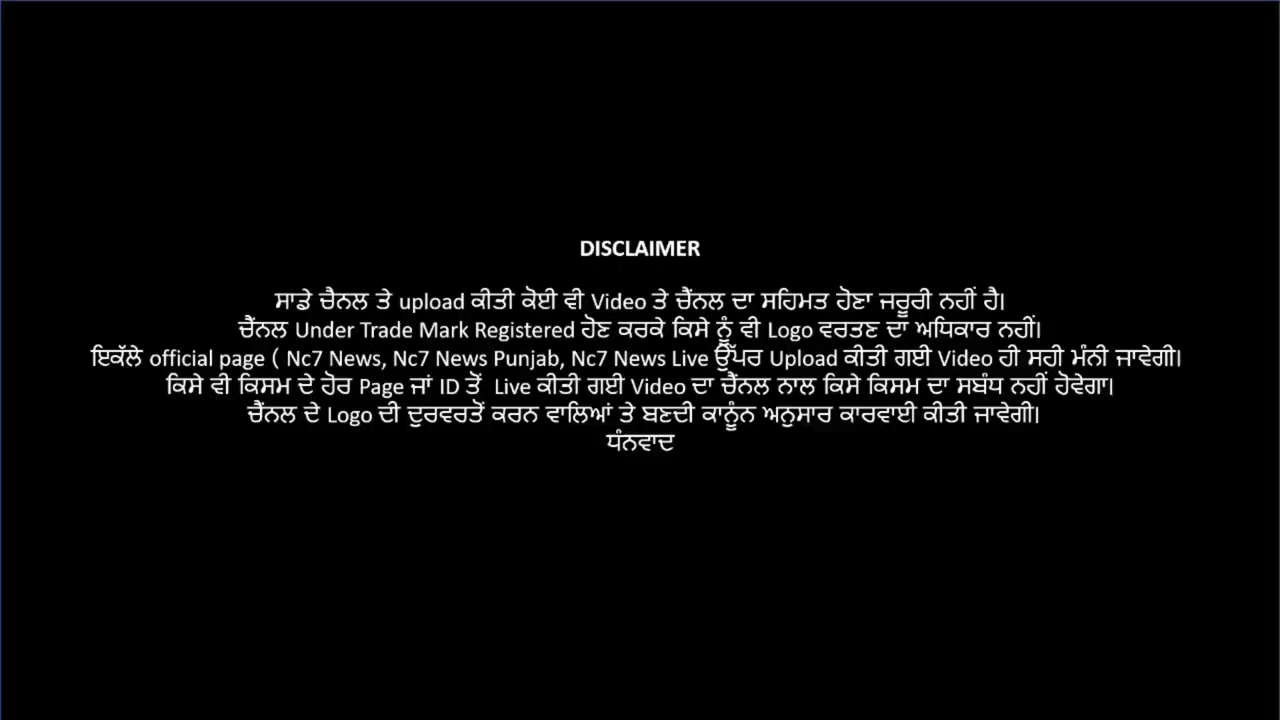 DISCLAIMER
ਸਾਡੇ ਚੈਨਲ ਤੇ upload ਕੀਤੀ ਕੋਈ ਵੀ Video ਤੇ ਚੈਂਨਲ ਦਾ ਸਹਿਮਤ ਹੋਣਾ ਜਰੂਰੀ ਨਹੀਂ ਹੈ।
ਚੈਂਨਲ Under Trade Mark Registered ਹੋਣ ਕਰਕੇ ਕਿਸੇ ਨੂੰ ਵੀ Logo ਵਰਤਣ ਦਾ ਅਧਿਕਾਰ ਨਹੀਂ।
ਇਕੱਲੇ official page ( Nc7 News, Nc7 News Punjab, Nc7 News Live ਉੱਪਰ Upload ਕੀਤੀ ਗਈ Video ਹੀ ਸਹੀ ਮੰਨੀ ਜਾਵੇਗੀ।
ਕਿਸੇ ਵੀ ਕਿਸਮ ਦੇ ਹੋਰ Page ਜਾਂ ID ਤੋਂ Live ਕੀਤੀ ਗਈ Video ਦਾ ਚੈਂਨਲ ਨਾਲ ਕਿਸੇ ਕਿਸਮ ਦਾ ਸਬੰਧ ਨਹੀਂ ਹੋਵੇਗਾ।
ਚੈਂਨਲ ਦੇ Logo ਦੀ ਦੁਰਵਰਤੋਂ ਕਰਨ ਵਾਲਿਆਂ ਤੇ ਬਣਦੀ ਕਾਨੂੰਨ ਅਨੁਸਾਰ ਕਾਰਵਾਈ ਕੀਤੀ ਜਾਵੇਗੀ।
ਧੰਨਵਾਦ